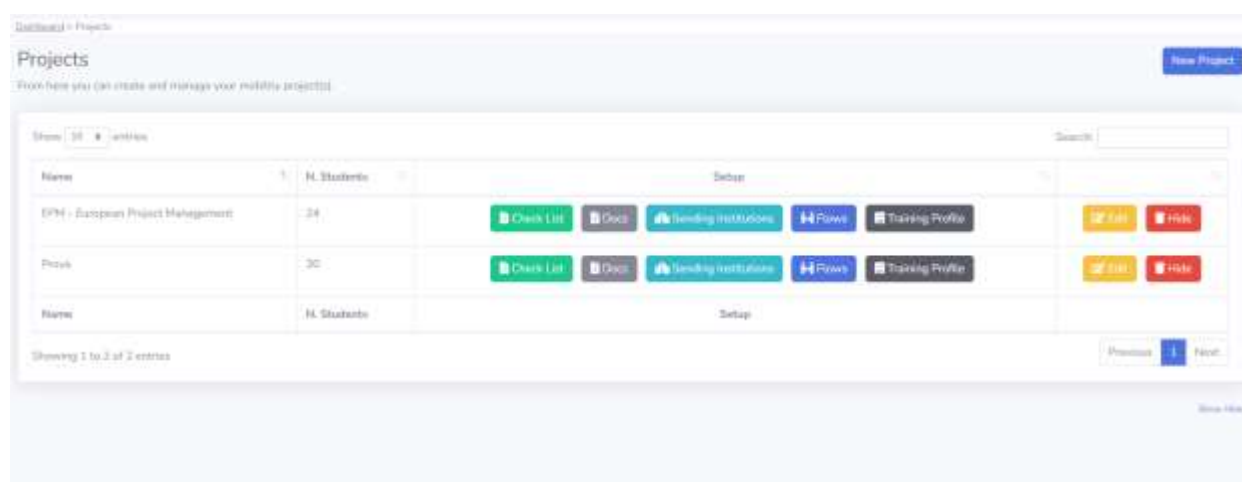 Dashboard > Projects
Projects
New Project
From here you can create and manage your mobility project(s).
Show 10 entries
Search:
Name N. Students Setup
EPM - European Project Management 24 Check List Docs Sending Institutions Flows Training Profile Edit Hide
Prova 30 Check List Docs Sending Institutions Flows Training Profile Edit Hide
Name N. Students Setup
Showing 1 to 2 of 2 entries
Previous 1 Next